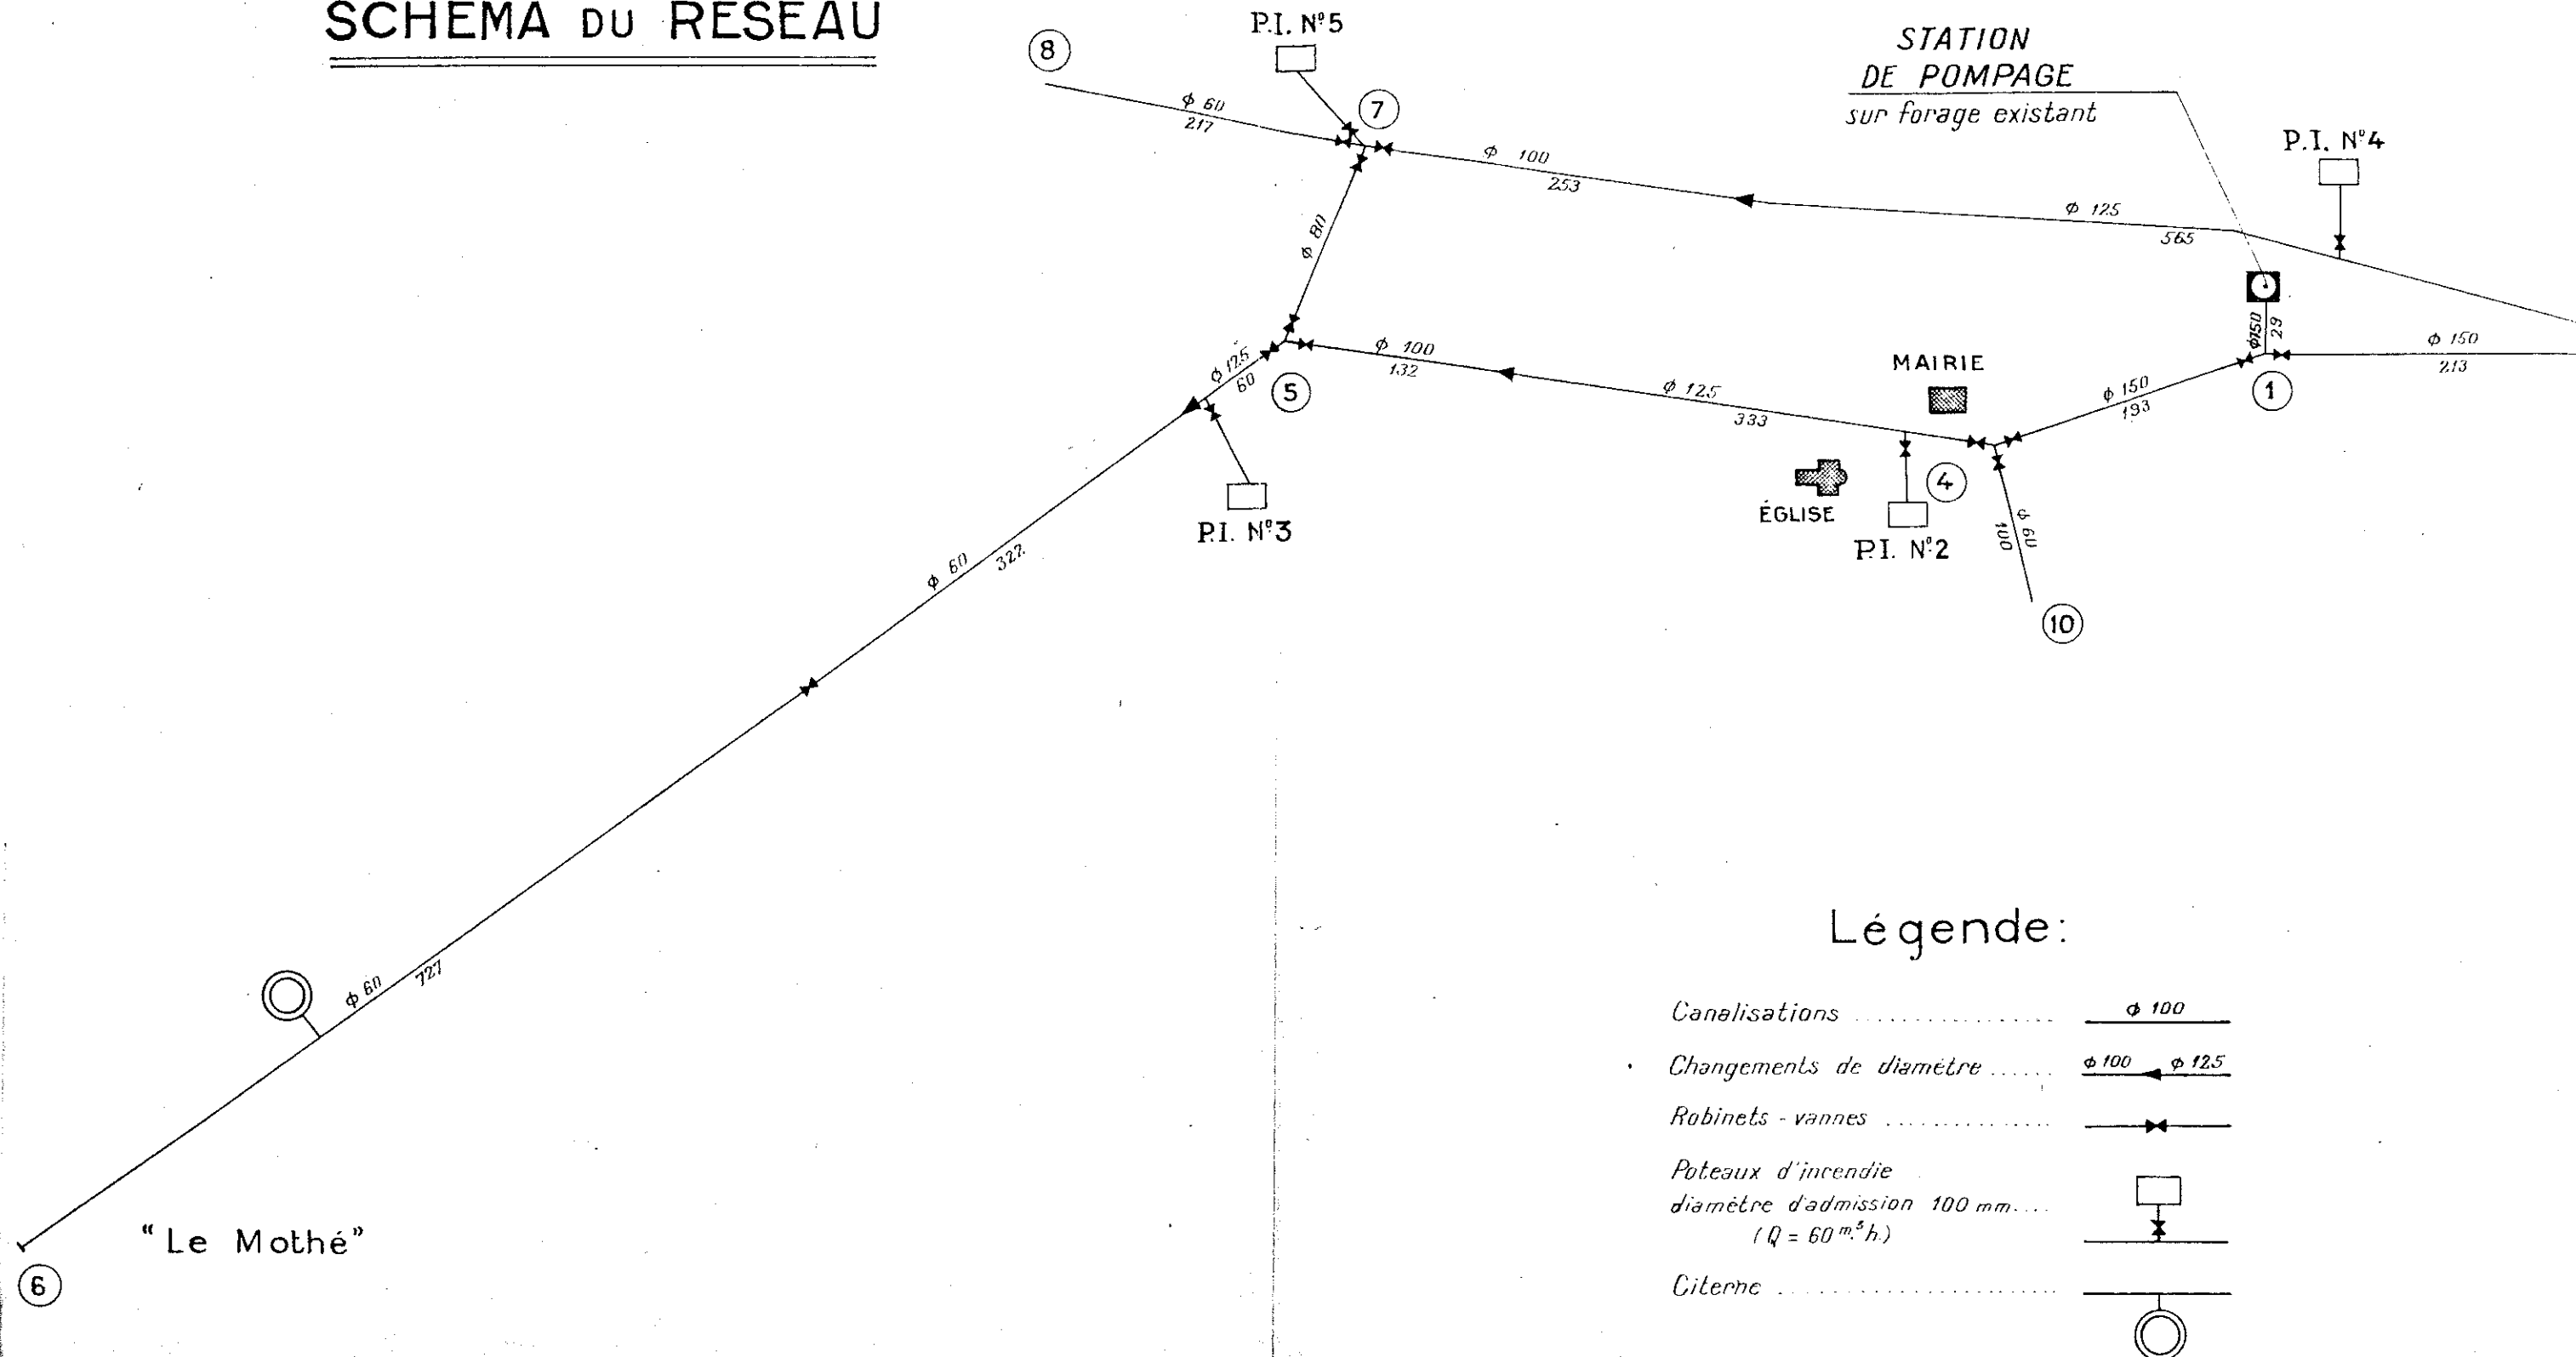 SCHEMA DU RESEAU
P.I. N°5
8
7
ϕ 60
217
ϕ 100
253
STATION
DE POMPAGE
sur forage existant
P.I. N°4
ϕ 125
565
ϕ 80
ϕ 150
29
ϕ 150
213
1
ϕ 150
193
MAIRIE
ϕ 125
333
ϕ 100
132
ϕ 125
60
5
P.I. N°3
ÉGLISE
4
P.I. N°2
ϕ 60
100
10
ϕ 60
322
ϕ 60
727
"Le Mothé"
6
Légende:
Canalisations .................. ϕ 100
Changements de diamètre ...... ϕ 100 ϕ 125
Robinets - vannes ...............
Poteaux d'incendie
diamètre d'admission 100 mm....
(Q = 60 m.³h.)
Citerne .........................